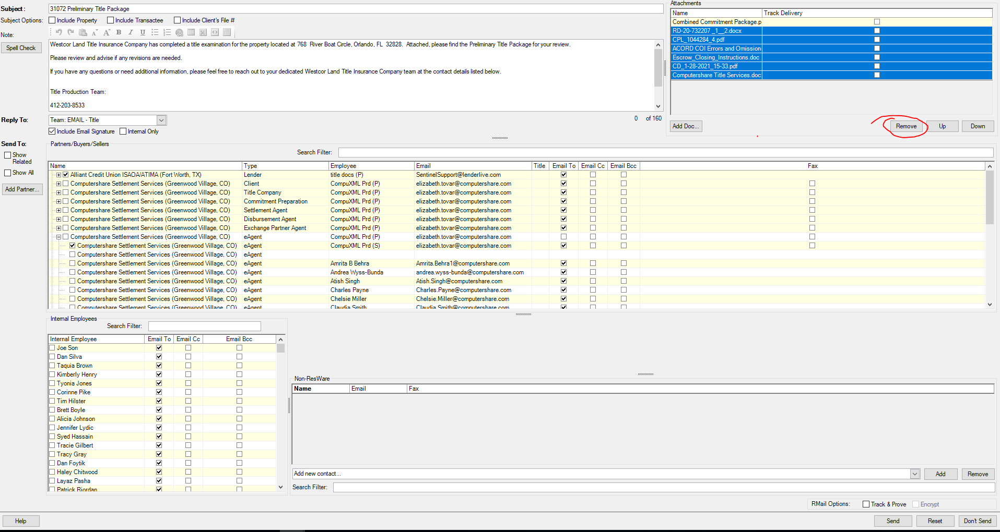 Subject:
31072 Preliminary Title Package
Subject Options:
Include Property
Include Transactee
Include Client's File #
Note:
Spell Check
B I U
Westcor Land Title Insurance Company has completed a title examination for the property located at 768  River Boat Circle, Orlando, FL  32828.  Attached, please find the Preliminary Title Package for your review.
Please review and advise if any revisions are needed.
If you have any questions or need additional information, please feel free to reach out to your dedicated Westcor Land Title Insurance Company team at the contact details listed below.
Title Production Team:
412-203-8533
Reply To:
Team: EMAIL - Title
0 of 160
Include Email Signature
Internal Only
Attachments
Name Track Delivery
Combined Commitment Package.p
RD-20-732207 _1__2.docx
CPL_1044284_4.pdf
ACORD COI Errors and Omission
Escrow_Closing_Instructions.doc
CD_1-28-2021_15-33.pdf
Computershare Title Services.doc
Add Doc... Remove Up Down
Send To:
Show Related
Show All
Add Partner...
Partners/Buyers/Sellers
Search Filter:
Name Type Employee Email Title Email To Email Cc Email Bcc Fax
Alliant Credit Union ISAOA/ATIMA (Fort Worth, TX) Lender title docs (P) SentinelSupport@lenderlive.com
Computershare Settlement Services (Greenwood Village, CO) Client CompuXML Prd (P) elizabeth.tovar@computershare.com
Computershare Settlement Services (Greenwood Village, CO) Title Company CompuXML Prd (P) elizabeth.tovar@computershare.com
Computershare Settlement Services (Greenwood Village, CO) Commitment Preparation CompuXML Prd (P) elizabeth.tovar@computershare.com
Computershare Settlement Services (Greenwood Village, CO) Settlement Agent CompuXML Prd (P) elizabeth.tovar@computershare.com
Computershare Settlement Services (Greenwood Village, CO) Disbursement Agent CompuXML Prd (P) elizabeth.tovar@computershare.com
Computershare Settlement Services (Greenwood Village, CO) Exchange Partner Agent CompuXML Prd (P) elizabeth.tovar@computershare.com
Computershare Settlement Services (Greenwood Village, CO) eAgent CompuXML Prd (P) elizabeth.tovar@computershare.com
Computershare Settlement Services (Greenwood Village, CO) eAgent CompuXML Prd (S) elizabeth.tovar@computershare.com
Computershare Settlement Services (Greenwood Village, CO) eAgent
Computershare Settlement Services (Greenwood Village, CO) eAgent Amrita B Behra Amrita.Behra1@computershare.com
Computershare Settlement Services (Greenwood Village, CO) eAgent Andrea Wyss-Bunda andrea.wyss-bunda@computershare.com
Computershare Settlement Services (Greenwood Village, CO) eAgent Atish Singh Atish.Singh@computershare.com
Computershare Settlement Services (Greenwood Village, CO) eAgent Charles Payne Charles.Payne@computershare.com
Computershare Settlement Services (Greenwood Village, CO) eAgent Chelsie Miller Chelsie.Miller@computershare.com
Computershare Settlement Services (Greenwood Village, CO) eAgent Claudia Smith Claudia.Smith@computershare.com
Internal Employees
Search Filter:
Internal Employee Email To Email Cc Email Bcc
Joe Son
Dan Silva
Taquia Brown
Kimberly Henry
Tyonia Jones
Corinne Pike
Tim Hilster
Brett Boyle
Alicia Johnson
Jennifer Lydic
Syed Hassain
Tracie Gilbert
Tracy Gray
Dan Foytik
Haley Chitwood
Layaz Pasha
Patrick Riordan
Non-ResWare
Name Email Fax
Add new contact...
Add Remove
Search Filter:
RMail Options:
Track & Prove
Encrypt
Help
Send Reset Don't Send